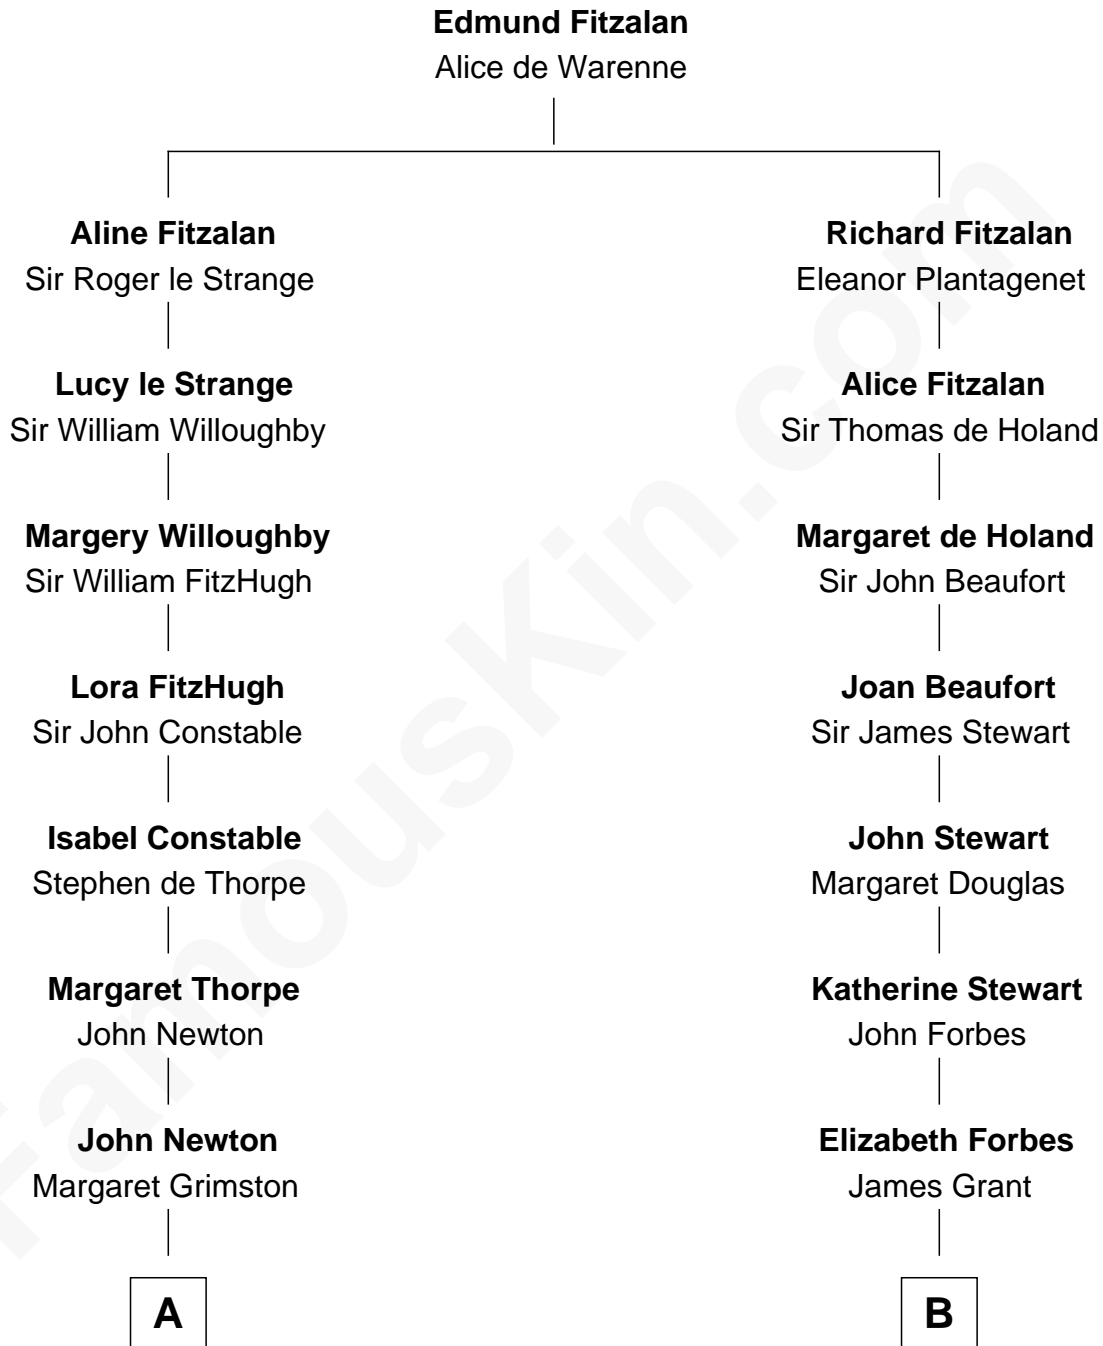 Edmund Fitzalan
Alice de Warenne
Aline Fitzalan
Sir Roger le Strange
Richard Fitzalan
Eleanor Plantagenet
Lucy le Strange
Sir William Willoughby
Alice Fitzalan
Sir Thomas de Holand
Margery Willoughby
Sir William FitzHugh
Margaret de Holand
Sir John Beaufort
Lora FitzHugh
Sir John Constable
Joan Beaufort
Sir James Stewart
Isabel Constable
Stephen de Thorpe
John Stewart
Margaret Douglas
Margaret Thorpe
John Newton
Katherine Stewart
John Forbes
John Newton
Margaret Grimston
Elizabeth Forbes
James Grant
A
B
FamousKin.com